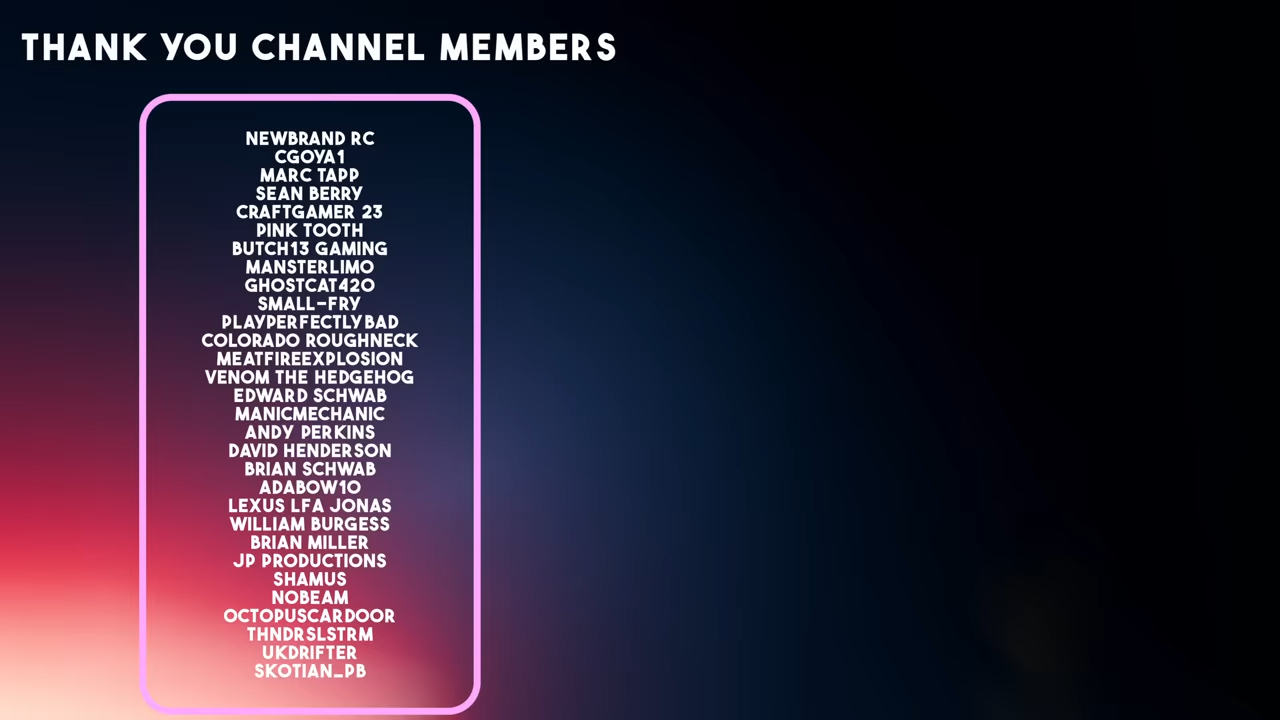 THANK YOU CHANNEL MEMBERS
NEWBRAND RC
CGOYA1
MARC TAPP
SEAN BERRY
CRAFTGAMER 23
PINK TOOTH
BUTCH13 GAMING
MANSTERLIMO
GHOSTCAT420
SMALL-FRY
PLAYPERFECTLYBAD
COLORADO ROUGHNECK
MEATFIREEXPLOSION
VENOM THE HEDGEHOG
EDWARD SCHWAB
MANICMECHANIC
ANDY PERKINS
DAVID HENDERSON
BRIAN SCHWAB
ADABOW10
LEXUS LFA JONAS
WILLIAM BURGESS
BRIAN MILLER
JP PRODUCTIONS
SHAMUS
NOBEAM
OCTOPUSCARDOOR
THNDRSLSTRM
UKDRIFTER
SKOTIAN_PB